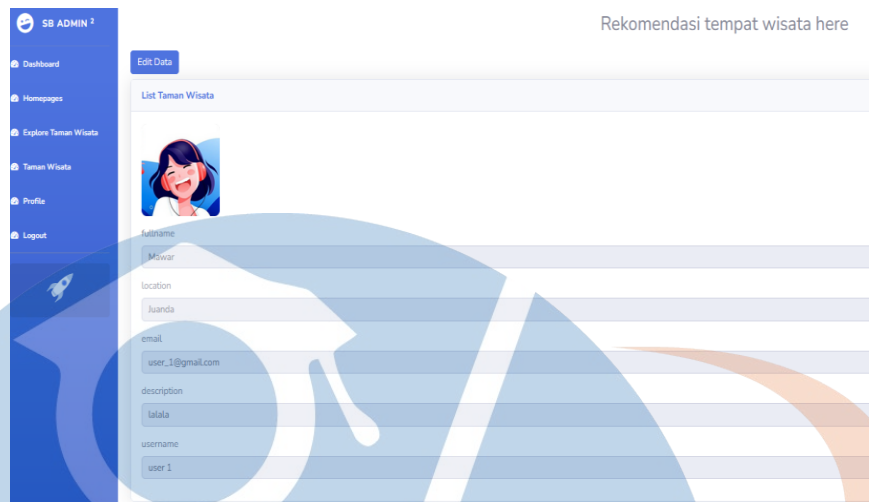 SB ADMIN 2
Rekomendasi tempat wisata here
Dashboard
Homepages
Explore Taman Wisata
Taman Wisata
Profile
Logout
Edit Data
List Taman Wisata
fullname
Mawar
location
Juanda
email
user_1@gmail.com
description
lalala
username
user 1